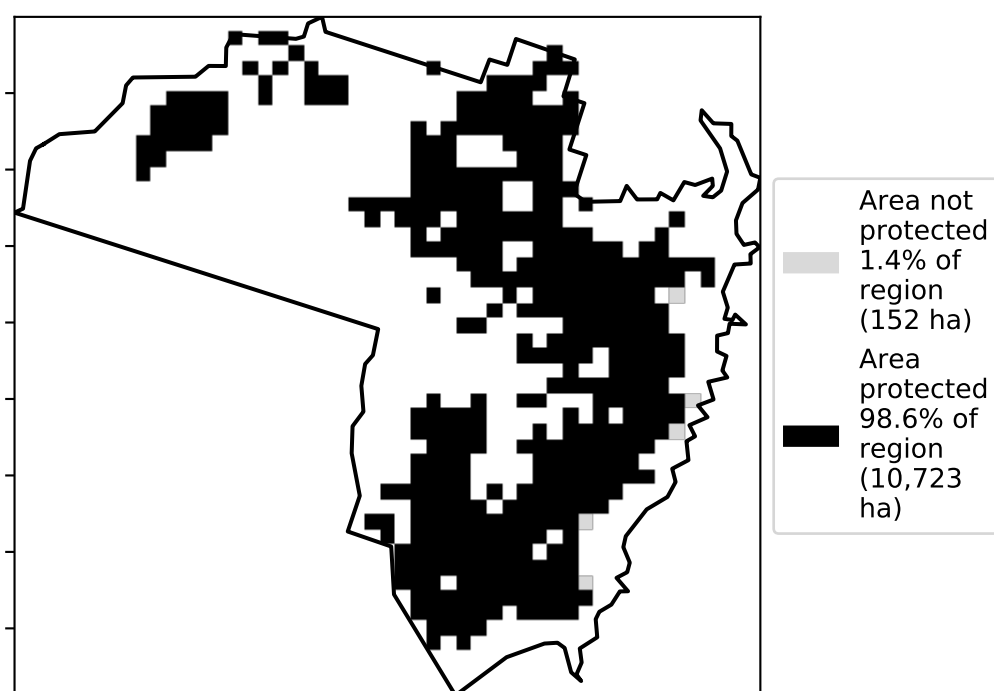 Area not
protected
1.4% of
region
(152 ha)
Area
protected
98.6% of
region
(10,723
ha)